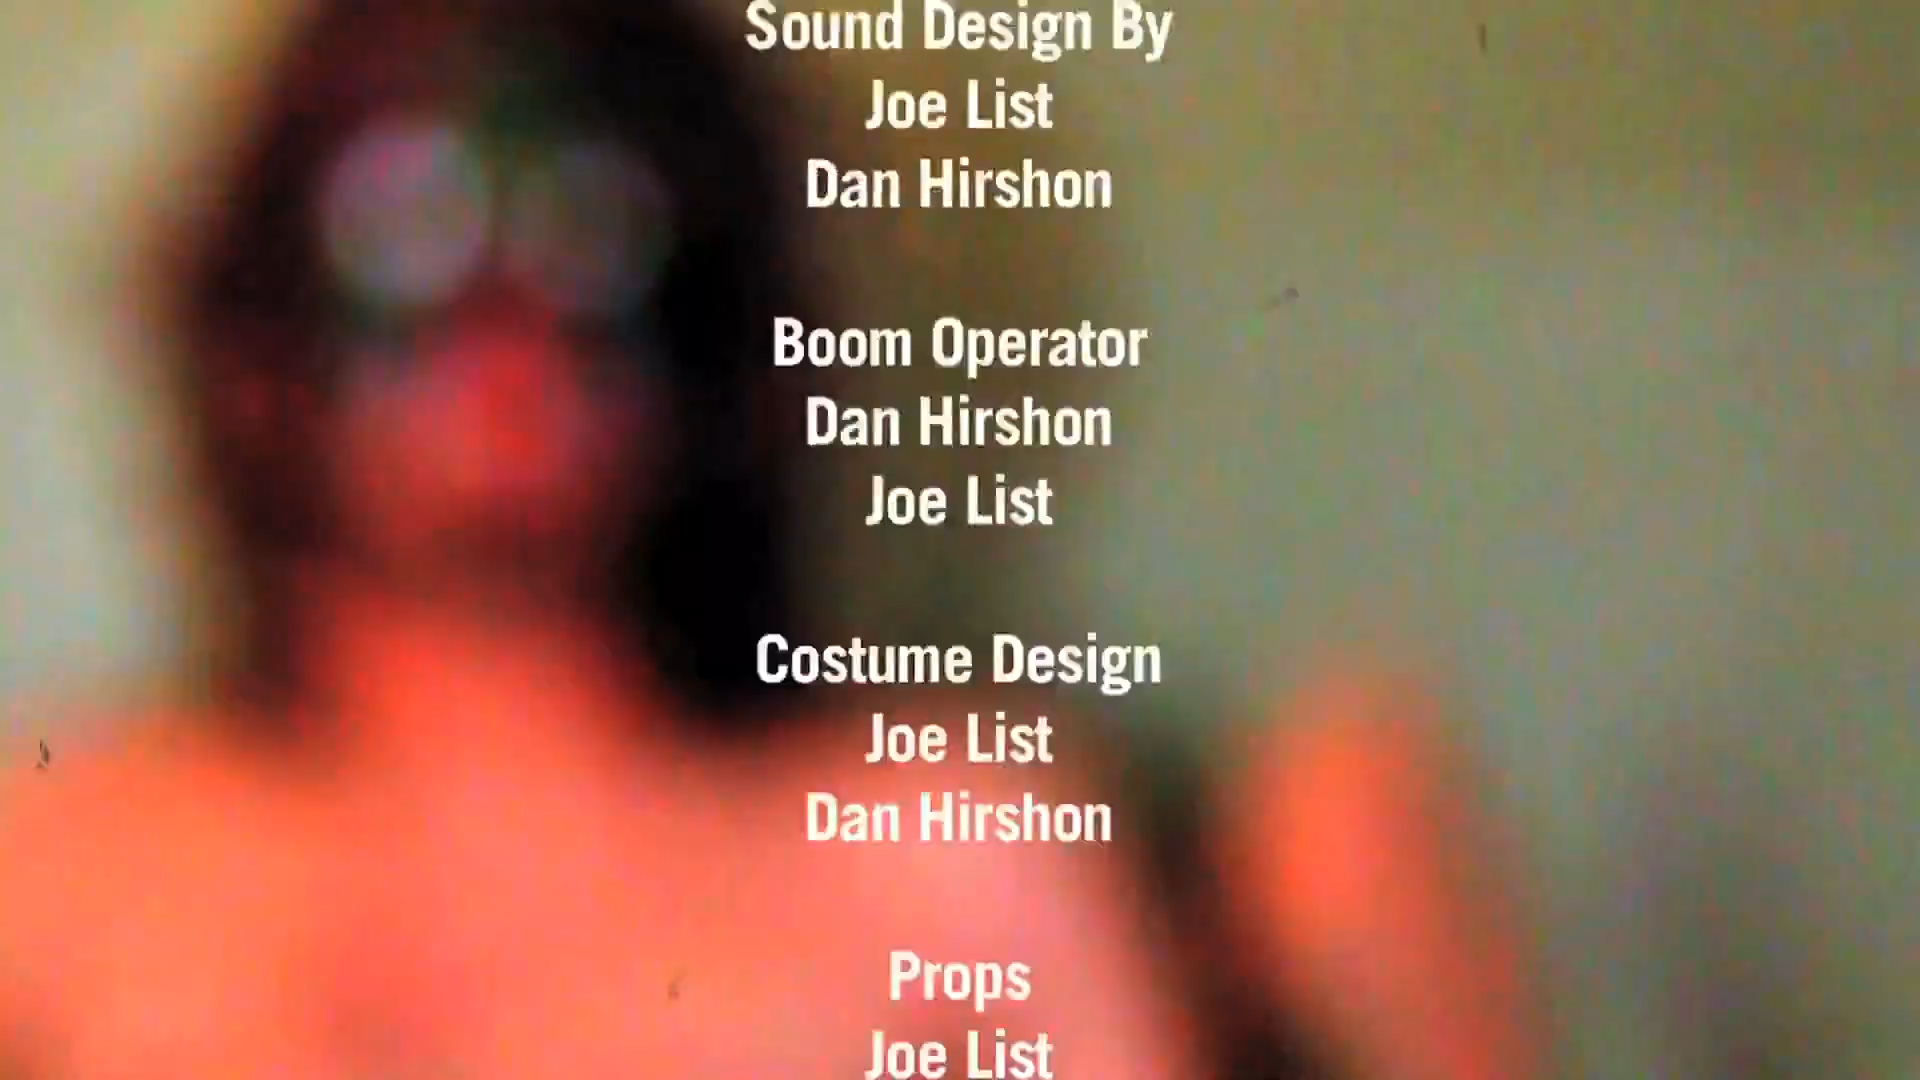 Sound Design By
Joe List
Dan Hirshon
Boom Operator
Dan Hirshon
Joe List
Costume Design
Joe List
Dan Hirshon
Props
Joe List